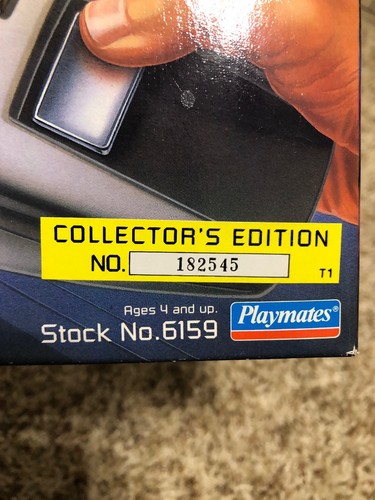 COLLECTOR'S EDITION
NO. 182545
T1
Ages 4 and up.
Stock No.6159
Playmates®